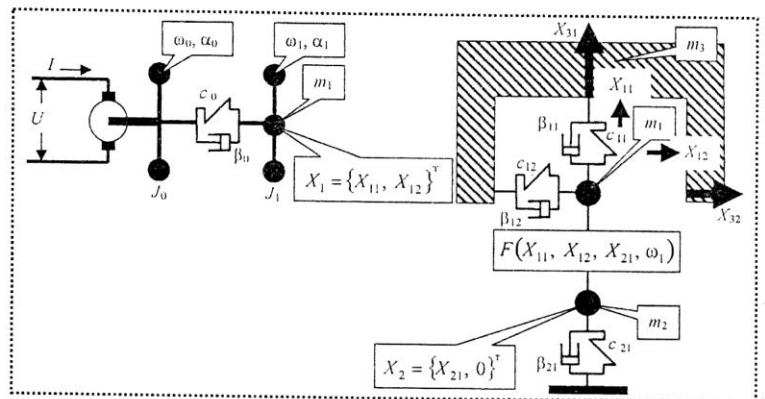 ω₀, α₀
ω₁, α₁
I
U
c₀
β₀
m₁
J₀
J₁
X₁ = {X₁₁, X₁₂}ᵀ
X₃₁
m₃
X₁₁
β₁₁
c₁₁
m₁
X₁₂
c₁₂
β₁₂
X₃₂
F(X₁₁, X₁₂, X₂₁, ω₁)
m₂
X₂ = {X₂₁, 0}ᵀ
β₂₁
c₂₁